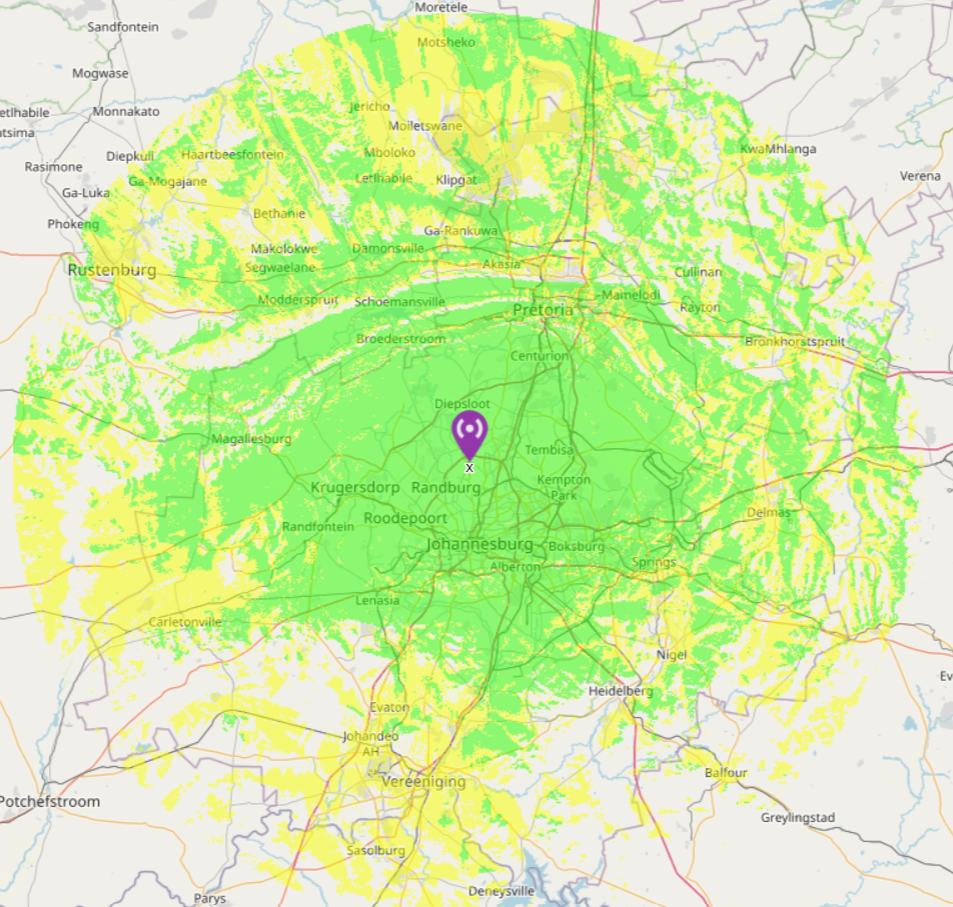 Moretele
Sandfontein
Motsheko
Mogwase
Jericho
etlhabile
Monnakato
Moiletswane
tsima
KwaMhlanga
Diepkuil
Haartbeesfontein
Mboloko
Rasimone
Ga-Mogajane
Letlhabile
Klipgat
Verena
Ga-Luka
Bethanie
Phokeng
Ga-Rankuwa
Makolokwe
Damonsville
Segwaelane
Akasia
Rustenburg
Cullinan
Modderspruit
Schoemansville
Mamelodi
Pretoria
Rayton
Broederstroom
Bronkhorstspruit
Centurion
Diepsloot
Magaliesburg
Tembisa
X
Krugersdorp
Randburg
Kempton
Park
Roodepoort
Delmas
Randfontein
Johannesburg
Boksburg
Alberton
Springs
Lenasia
Carletonville
Nigel
Ev
Heidelberg
Evaton
Johandeo
AH
Balfour
Vereeniging
Potchefstroom
Greylingstad
Sasolburg
Deneysville
Parys